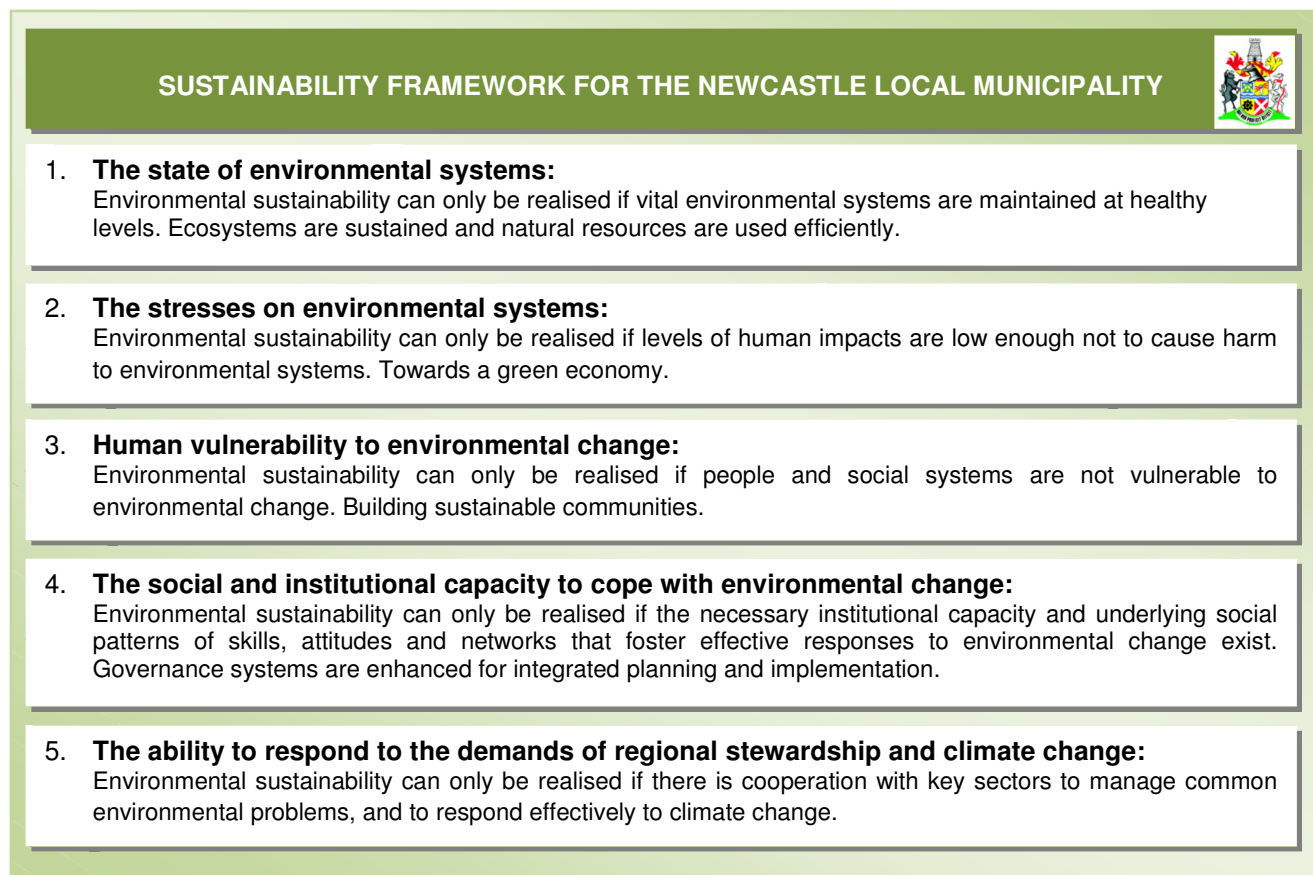 SUSTAINABILITY FRAMEWORK FOR THE NEWCASTLE LOCAL MUNICIPALITY
1. The state of environmental systems:
Environmental sustainability can only be realised if vital environmental systems are maintained at healthy
levels. Ecosystems are sustained and natural resources are used efficiently.
2. The stresses on environmental systems:
Environmental sustainability can only be realised if levels of human impacts are low enough not to cause harm
to environmental systems. Towards a green economy.
3. Human vulnerability to environmental change:
Environmental sustainability can only be realised if people and social systems are not vulnerable to
environmental change. Building sustainable communities.
4. The social and institutional capacity to cope with environmental change:
Environmental sustainability can only be realised if the necessary institutional capacity and underlying social
patterns of skills, attitudes and networks that foster effective responses to environmental change exist.
Governance systems are enhanced for integrated planning and implementation.
5. The ability to respond to the demands of regional stewardship and climate change:
Environmental sustainability can only be realised if there is cooperation with key sectors to manage common
environmental problems, and to respond effectively to climate change.